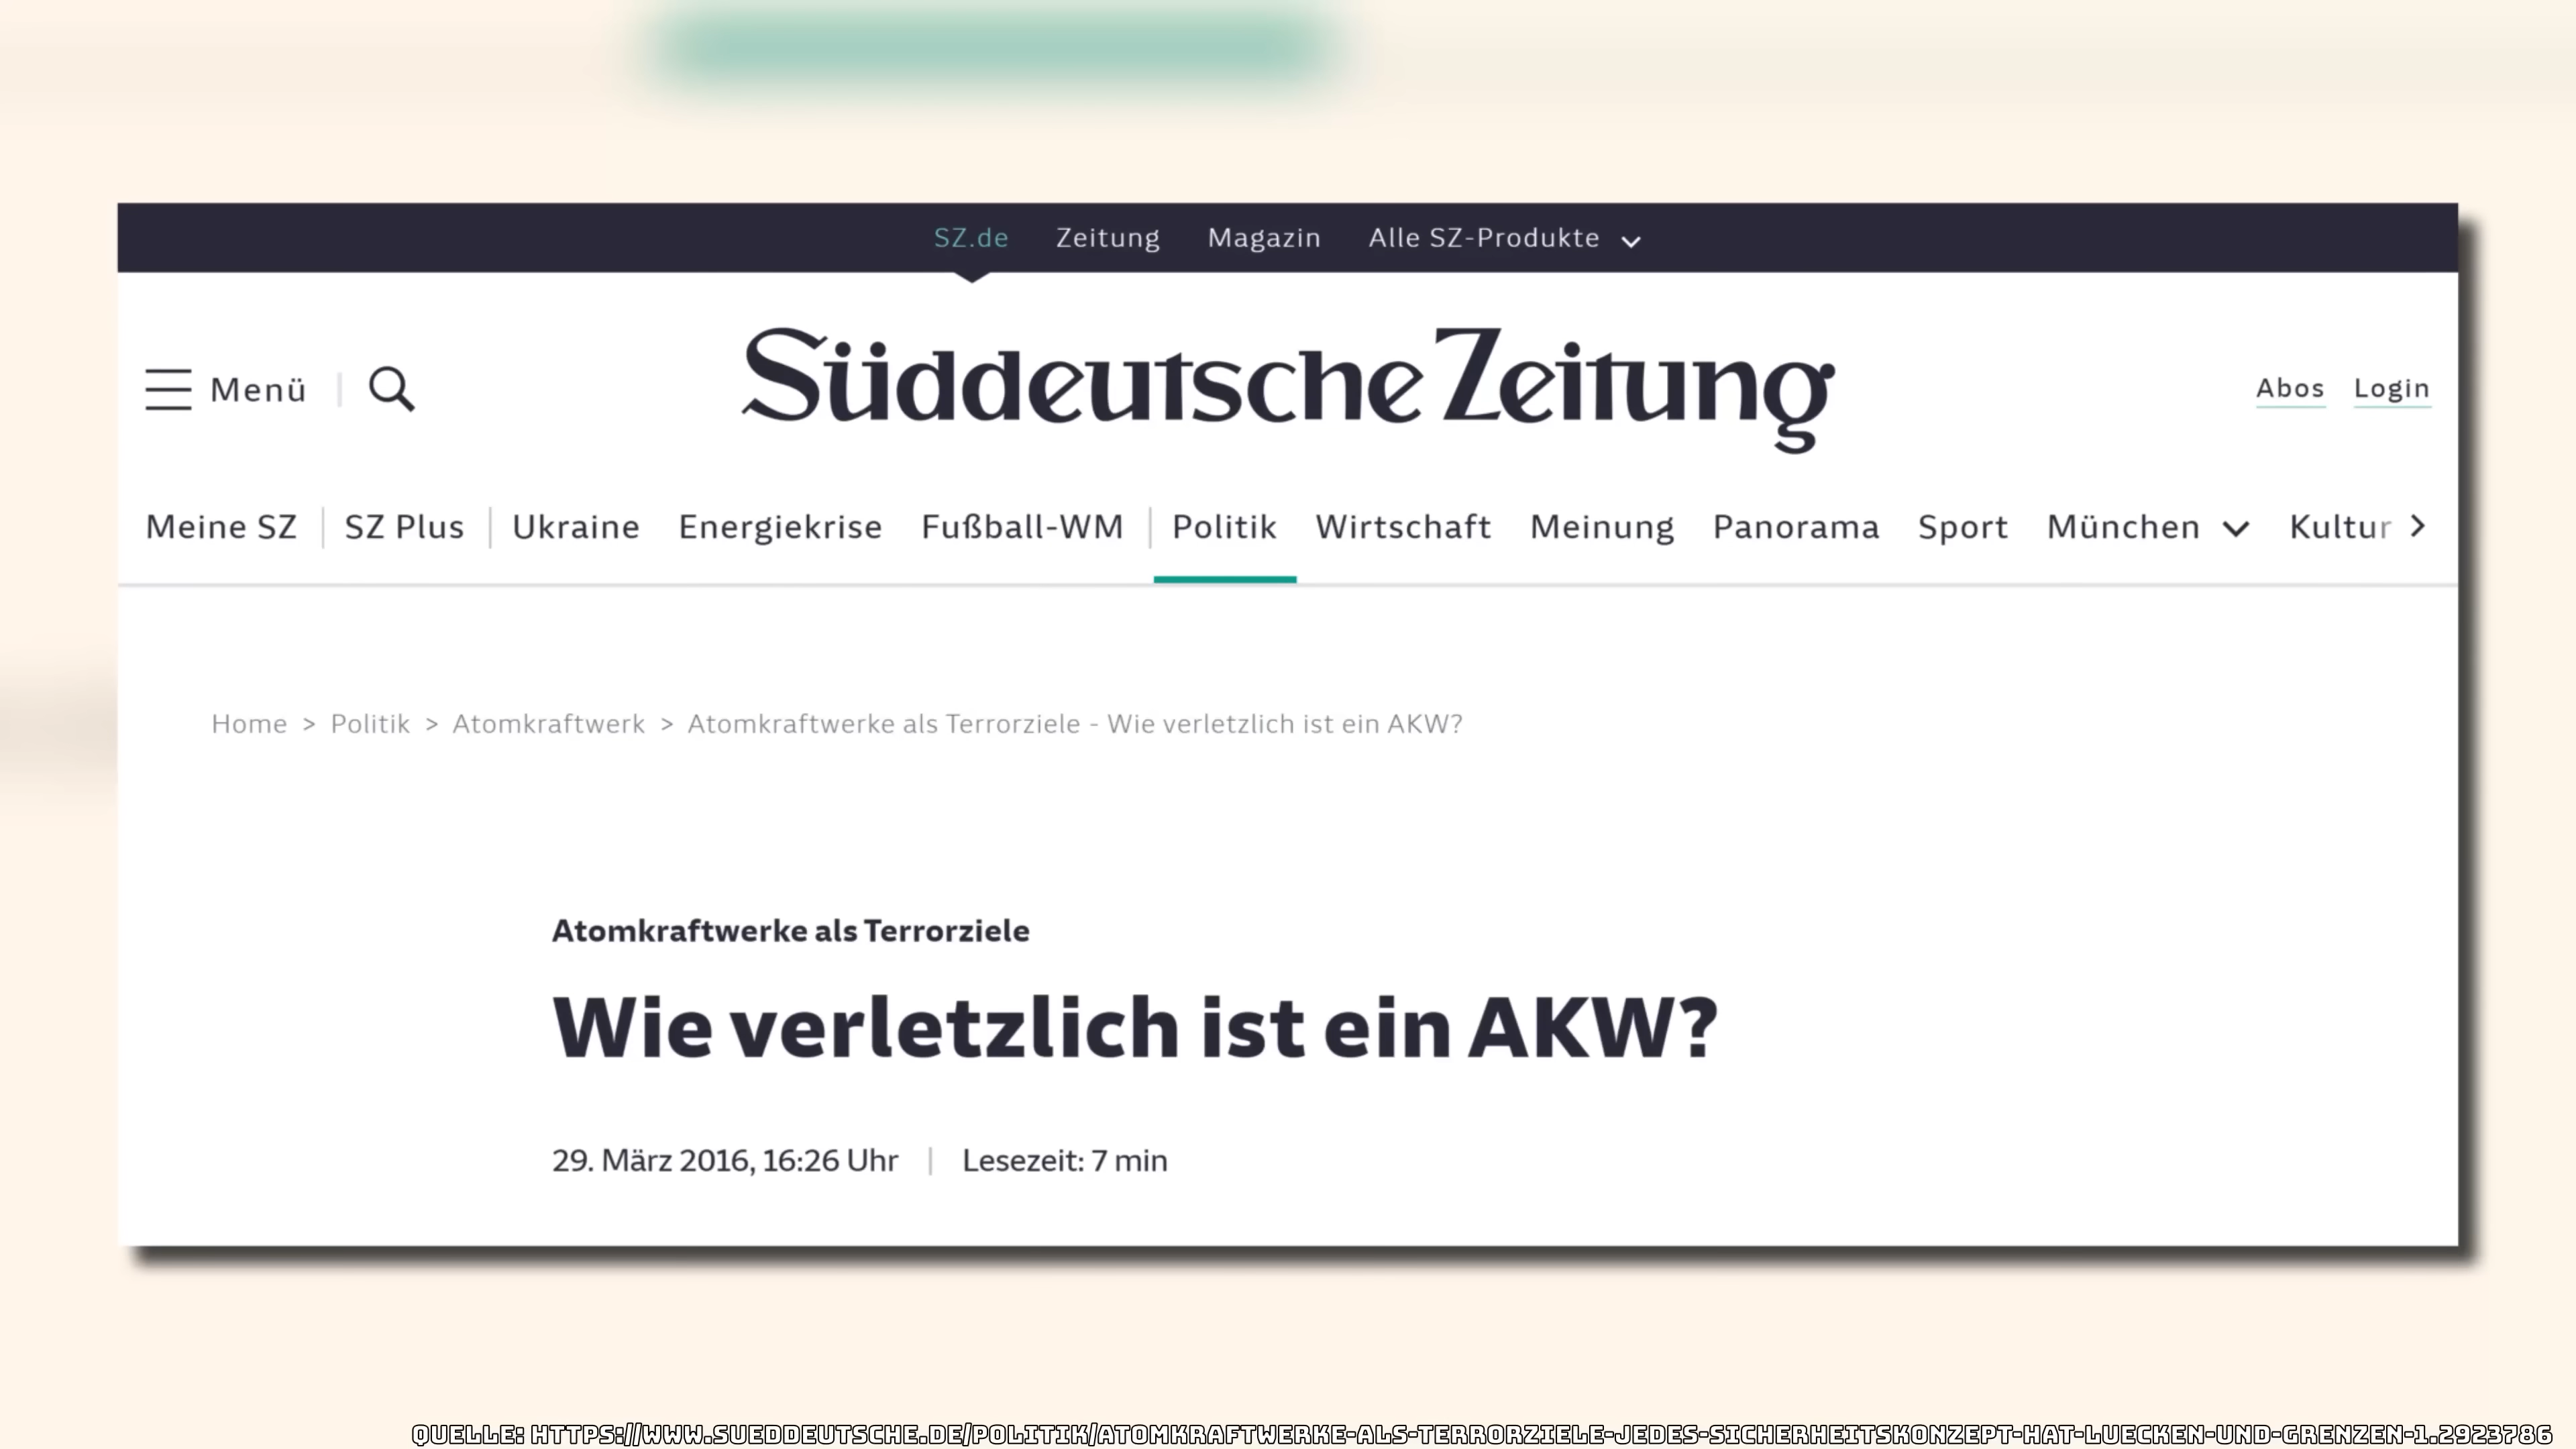 SZ.de Zeitung Magazin Alle SZ-Produkte
Menü
Süddeutsche Zeitung
Abos Login
Meine SZ SZ Plus Ukraine Energiekrise Fußball-WM Politik Wirtschaft Meinung Panorama Sport München Kultur
Home > Politik > Atomkraftwerk > Atomkraftwerke als Terrorziele - Wie verletzlich ist ein AKW?
Atomkraftwerke als Terrorziele
Wie verletzlich ist ein AKW?
29. März 2016, 16:26 Uhr | Lesezeit: 7 min
QUELLE: HTTPS://WWW.SUEDDEUTSCHE.DE/POLITIK/ATOMKRAFTWERKE-ALS-TERRORZIELE-JEDES-SICHERHEITSKONZEPT-HAT-LUECKEN-UND-GRENZEN-1.2923786